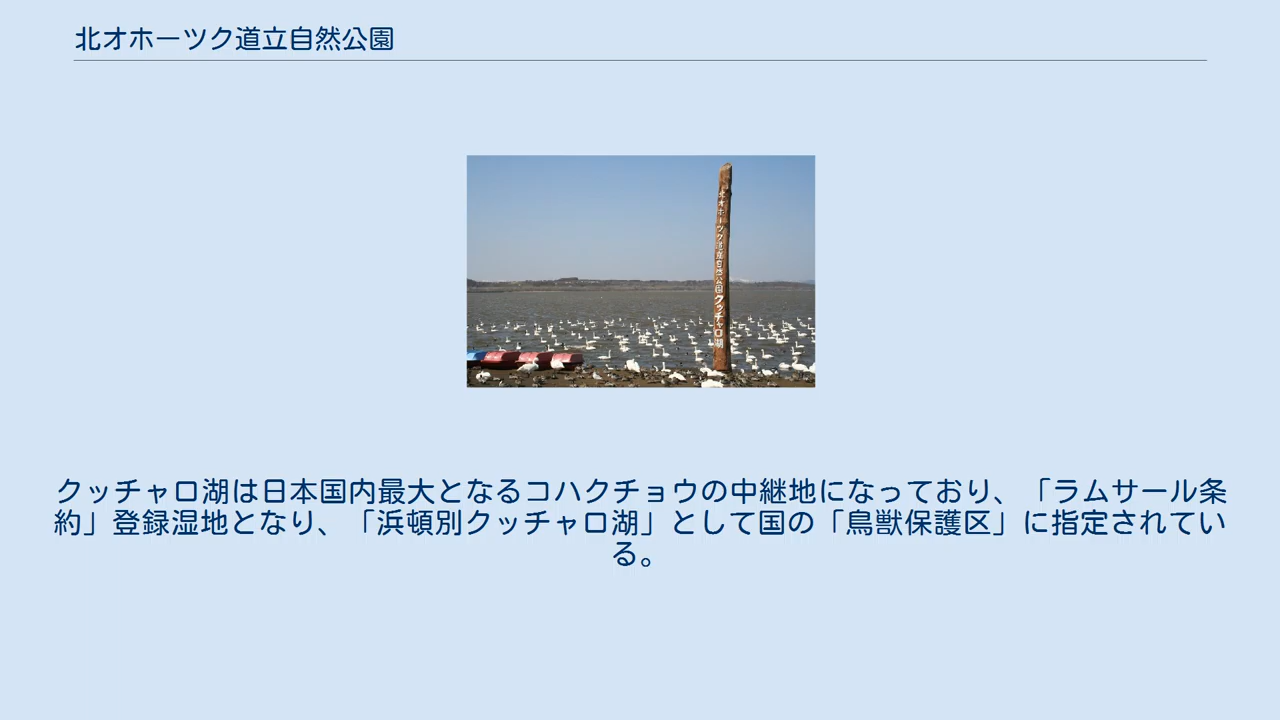 北オホーツク道立自然公園
北オホーツク道立自然公園クッチャロ湖
クッチャロ湖は日本国内最大となるコハクチョウの中継地になっており、「ラムサール条
約」登録湿地となり、「浜頓別クッチャロ湖」として国の「鳥獣保護区」に指定されてい
る。